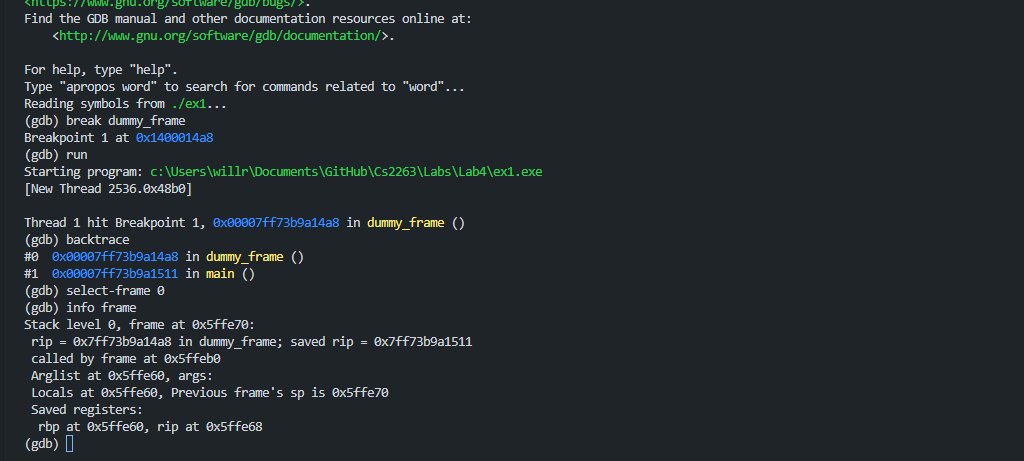 <https://www.gnu.org/software/gdb/bugs/>.
Find the GDB manual and other documentation resources online at:
    <http://www.gnu.org/software/gdb/documentation/>.

For help, type "help".
Type "apropos word" to search for commands related to "word"...
Reading symbols from ./ex1...
(gdb) break dummy_frame
Breakpoint 1 at 0x1400014a8
(gdb) run
Starting program: c:\Users\willr\Documents\GitHub\Cs2263\Labs\Lab4\ex1.exe
[New Thread 2536.0x48b0]

Thread 1 hit Breakpoint 1, 0x00007ff73b9a14a8 in dummy_frame ()
(gdb) backtrace
#0  0x00007ff73b9a14a8 in dummy_frame ()
#1  0x00007ff73b9a1511 in main ()
(gdb) select-frame 0
(gdb) info frame
Stack level 0, frame at 0x5ffe70:
 rip = 0x7ff73b9a14a8 in dummy_frame; saved rip = 0x7ff73b9a1511
 called by frame at 0x5ffeb0
 Arglist at 0x5ffe60, args:
 Locals at 0x5ffe60, Previous frame's sp is 0x5ffe70
 Saved registers:
  rbp at 0x5ffe60, rip at 0x5ffe68
(gdb)